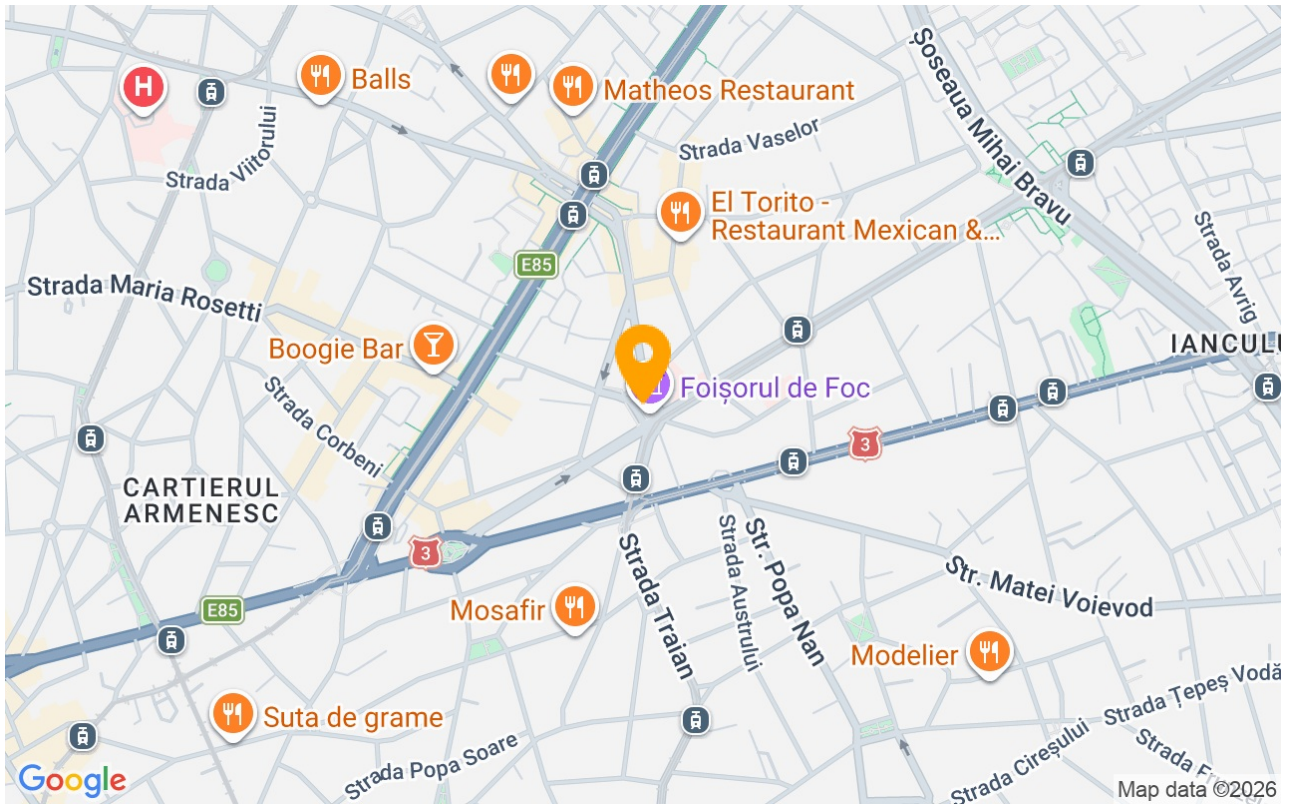 H
Balls
Matheos Restaurant
Șoseaua Mihai Bravu
Strada Vaselor
Strada Viitorului
El Torito -
Restaurant Mexican &...
Strada Avrig
E85
Strada Maria Rosetti
Boogie Bar
IANCULU
Foișorul de Foc
Strada Corbeni
3
CARTIERUL
ARMENESC
3
Strada Traian
Strada Austrului
Str. Popa Nan
Str. Matei Voievod
E85
Mosafir
Modelier
Strada Țepeș Vodă
Suta de grame
Strada Popa Soare
Strada Cireșului
Google
Map data ©2026